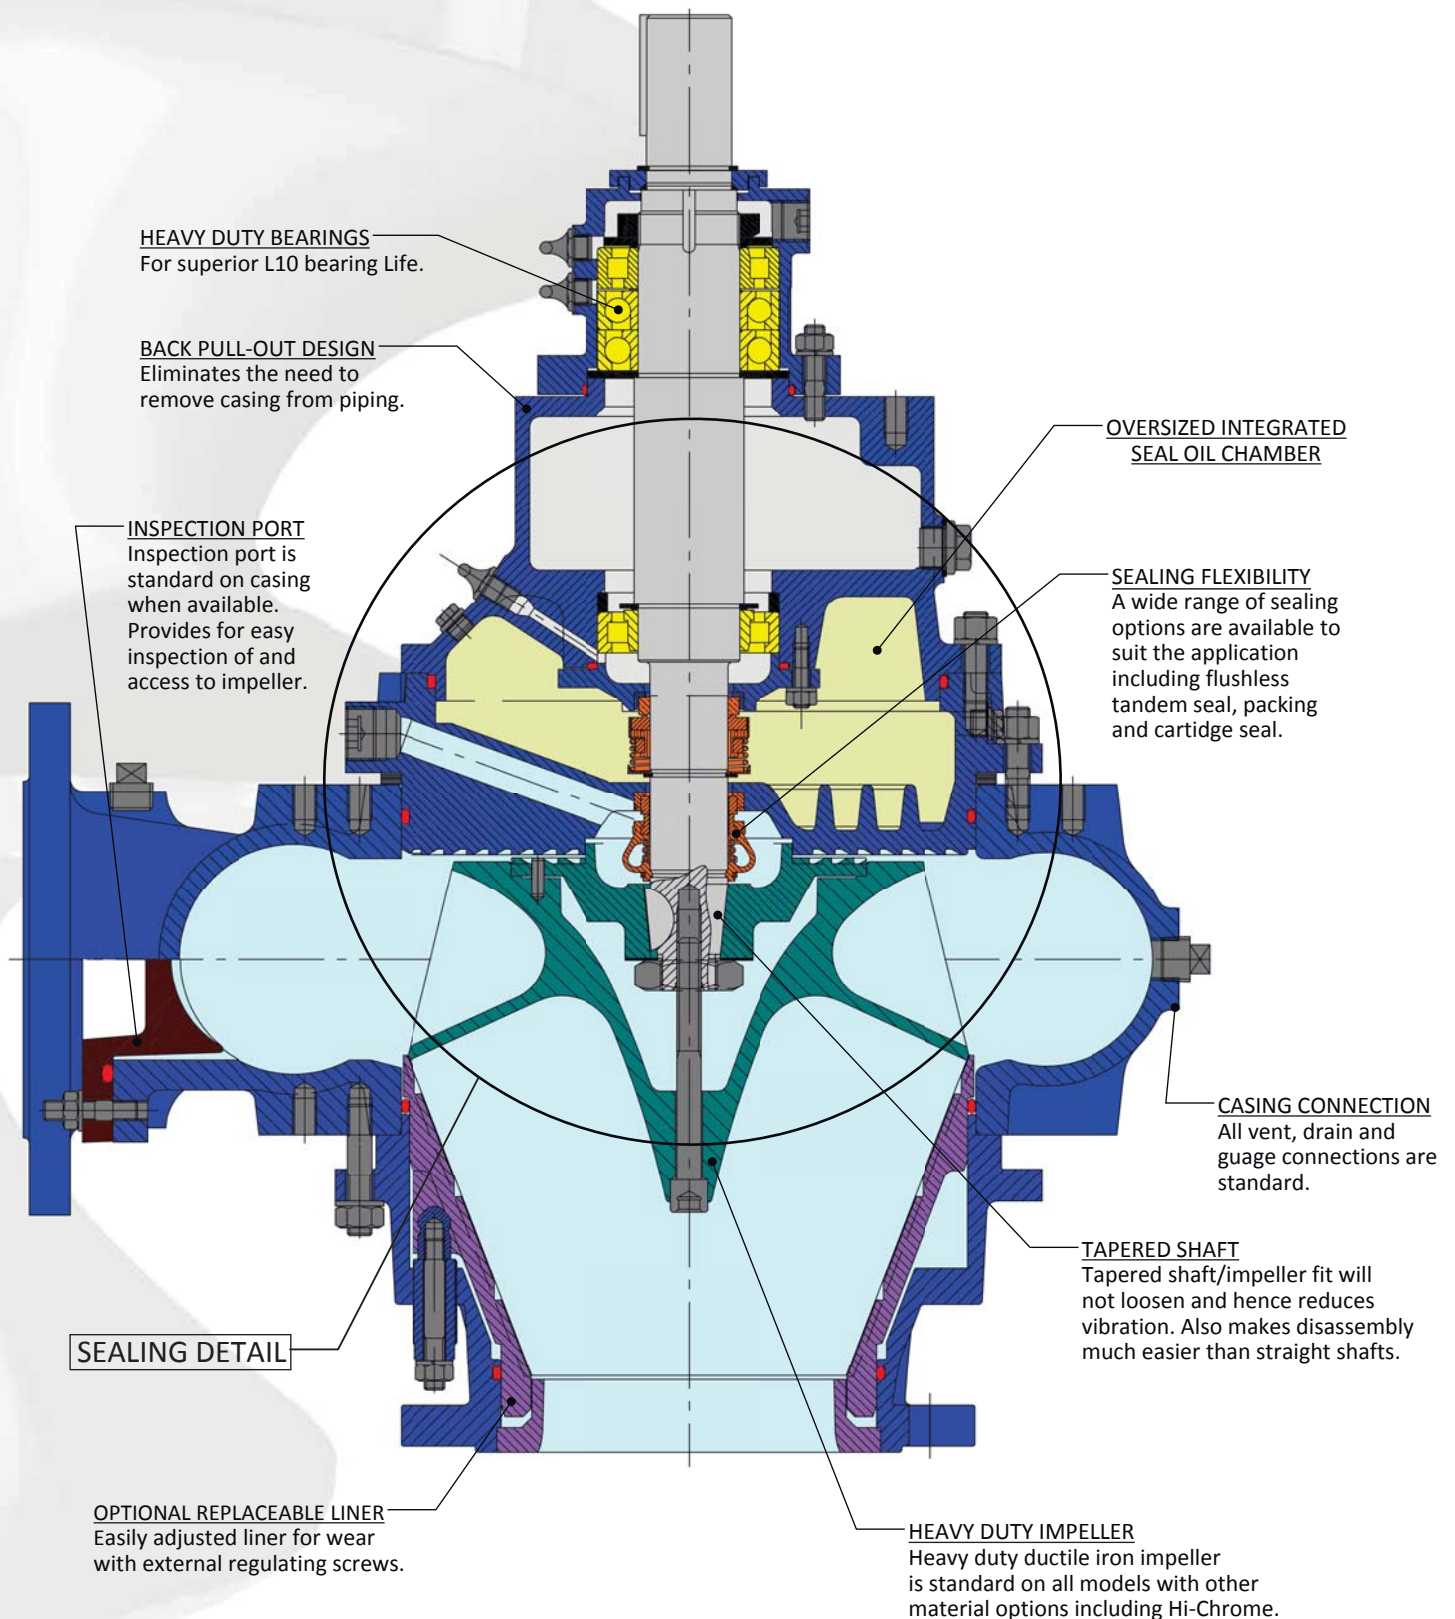 HEAVY DUTY BEARINGS
For superior L10 bearing Life.
BACK PULL-OUT DESIGN
Eliminates the need to
remove casing from piping.
OVERSIZED INTEGRATED
SEAL OIL CHAMBER
INSPECTION PORT
Inspection port is
standard on casing
when available.
Provides for easy
inspection of and
access to impeller.
SEALING FLEXIBILITY
A wide range of sealing
options are available to
suit the application
including flushless
tandem seal, packing
and cartidge seal.
CASING CONNECTION
All vent, drain and
guage connections are
standard.
TAPERED SHAFT
Tapered shaft/impeller fit will
not loosen and hence reduces
vibration. Also makes disassembly
much easier than straight shafts.
SEALING DETAIL
OPTIONAL REPLACEABLE LINER
Easily adjusted liner for wear
with external regulating screws.
HEAVY DUTY IMPELLER
Heavy duty ductile iron impeller
is standard on all models with other
material options including Hi-Chrome.